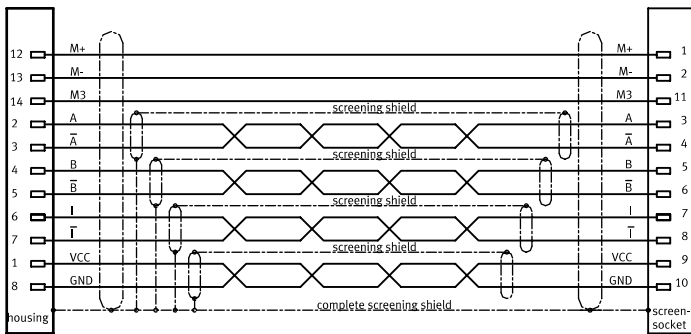 12 M+ M+ 1
13 M- M- 2
14 M3 M3 11
screening shield
2 A A 3
3 A̅ A̅ 4
screening shield
4 B B 5
5 B̅ B̅ 6
screening shield
6 I I 7
7 I̅ I̅ 8
screening shield
1 VCC VCC 9
8 GND GND 10
complete screening shield
housing
screen-
socket